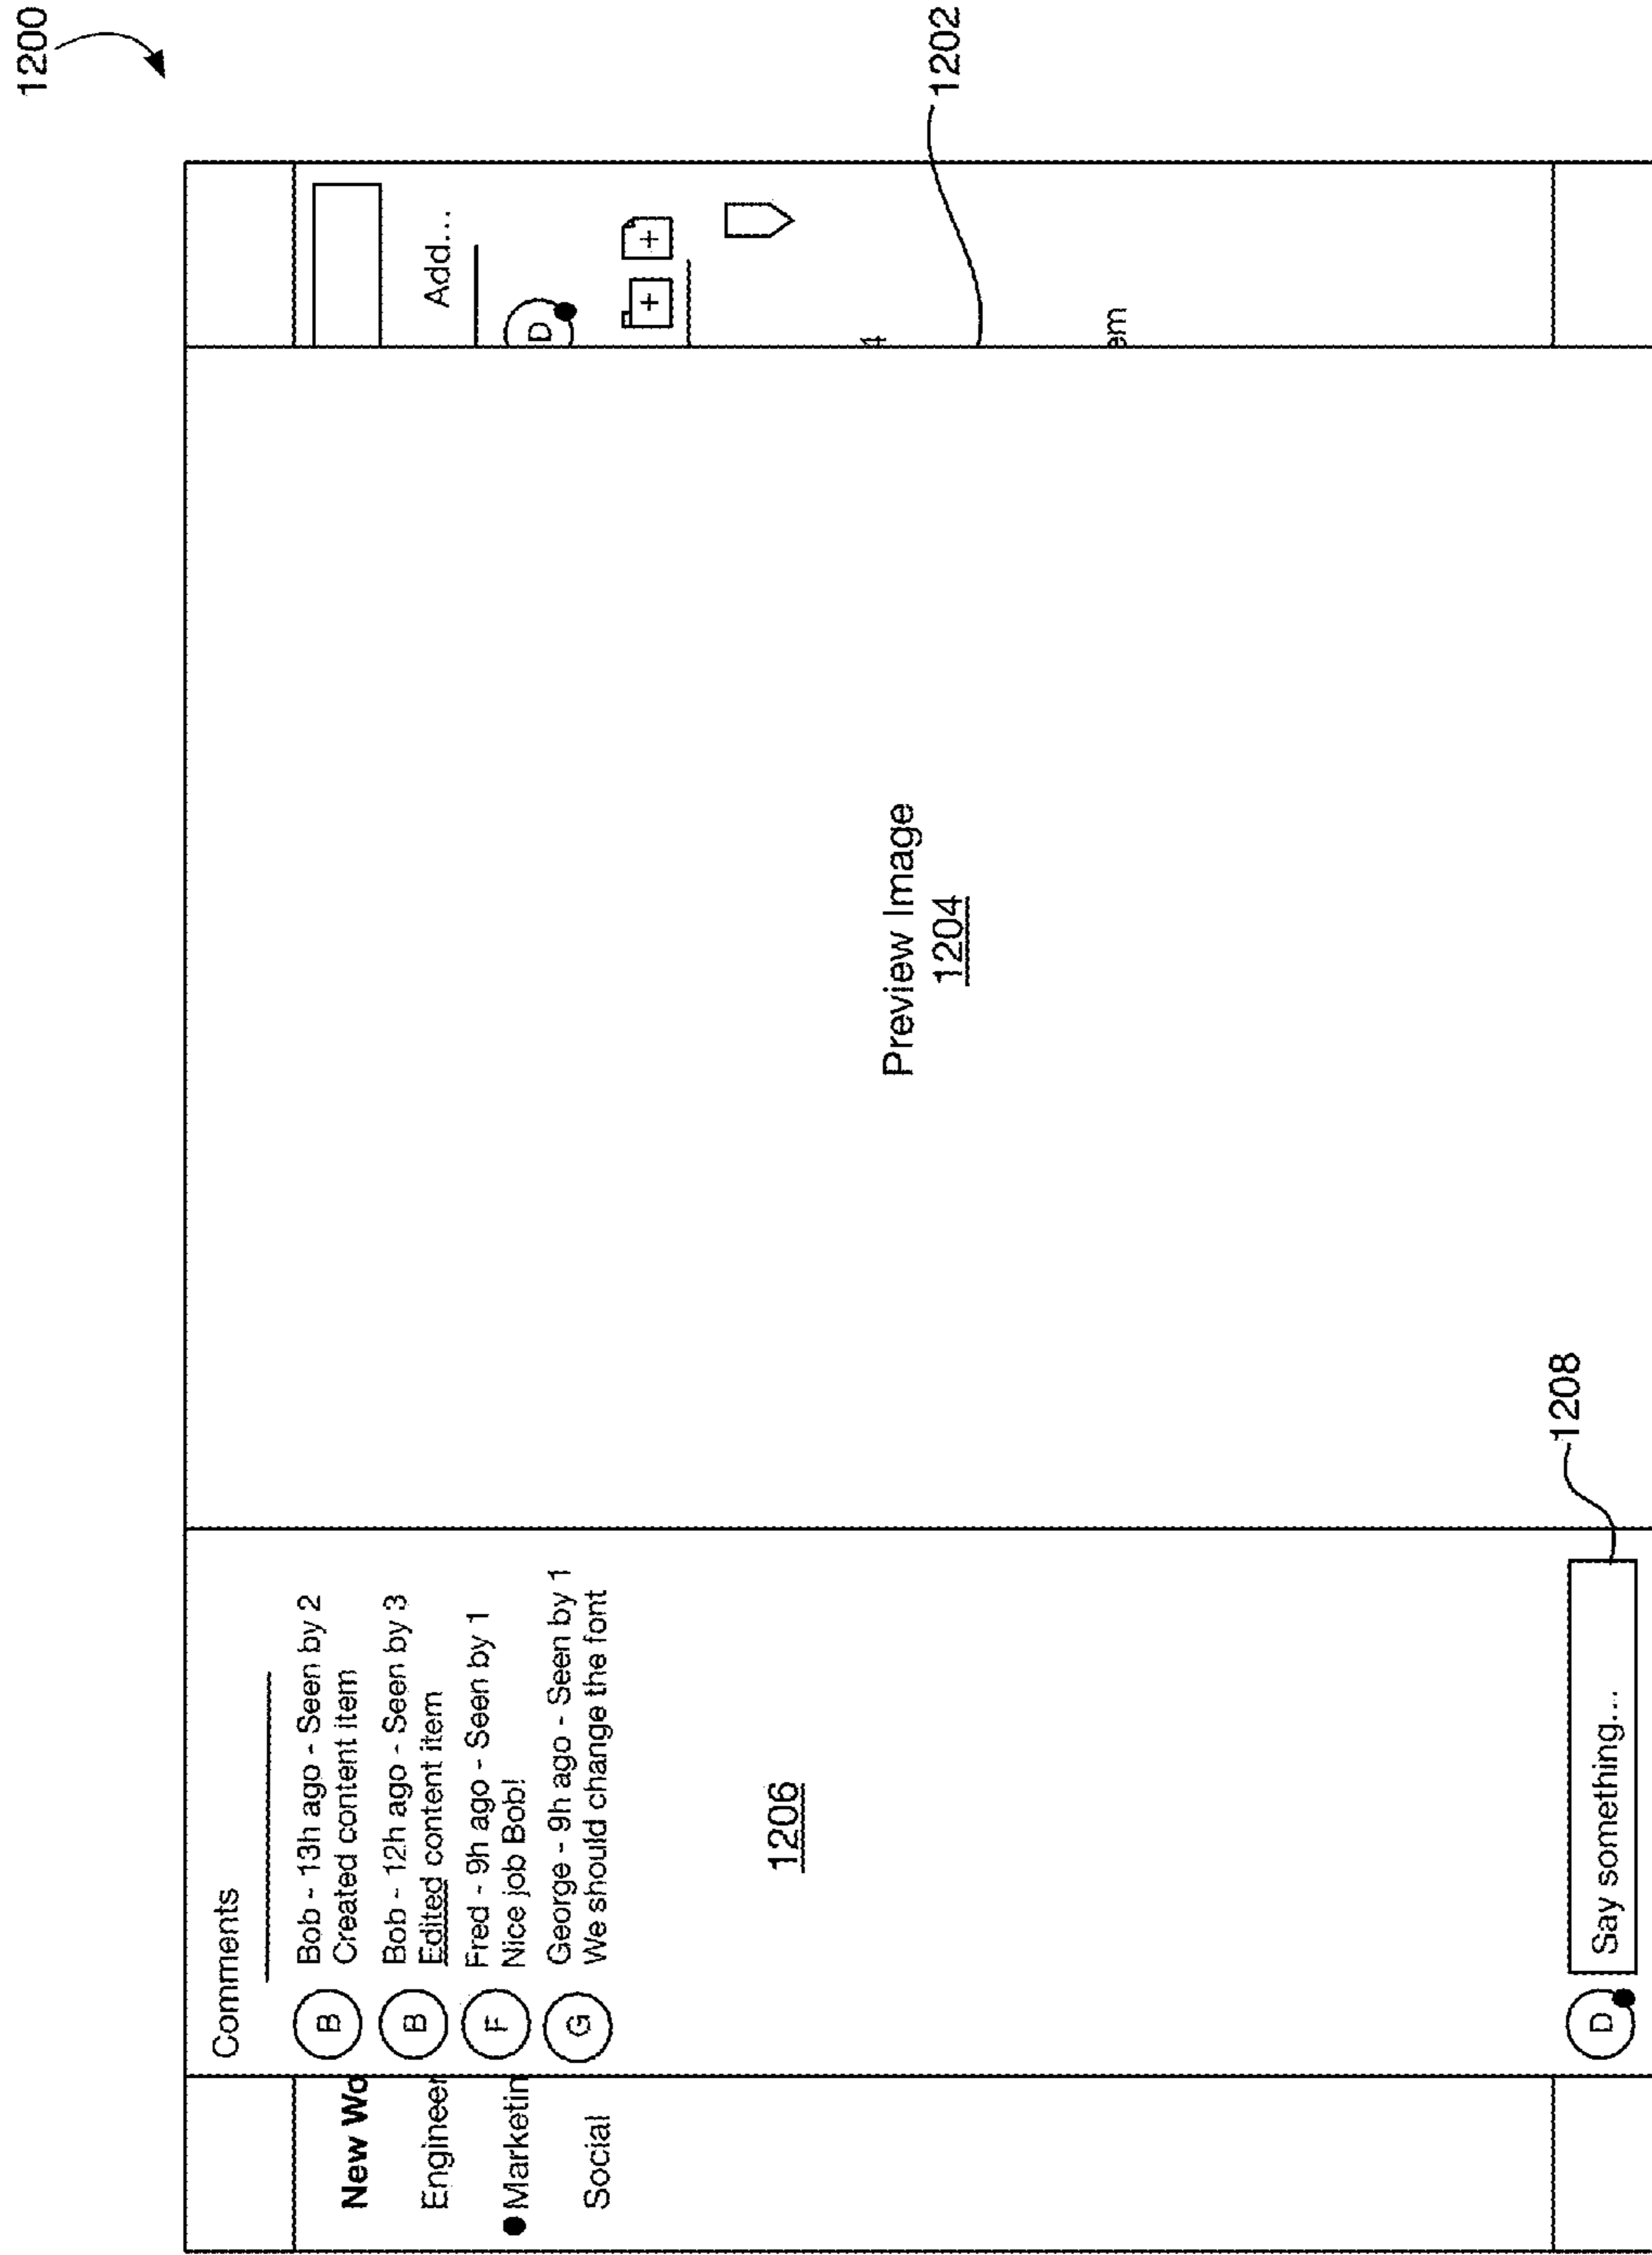 1200
Comments
B
Bob - 13h ago - Seen by 2
Created content item
B
Bob - 12h ago - Seen by 3
Edited content item
F
Fred - 9h ago - Seen by 1
Nice job Bob!
G
George - 9h ago - Seen by 1
We should change the font
1206
New Wo
Engineer
Marketin
Social
Preview Image
1204
Add...
D
+ +
4
em
1202
D
Say something...
1208